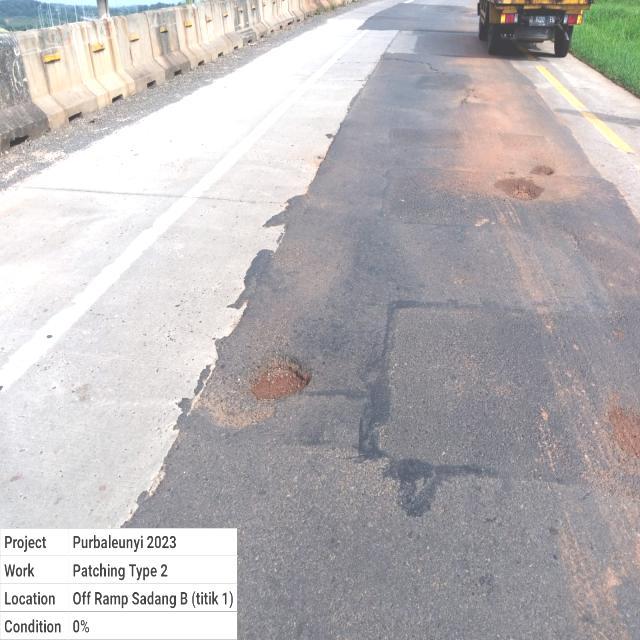 Project Purbaleunyi 2023
Work Patching Type 2
Location Off Ramp Sadang B (titik 1)
Condition 0%